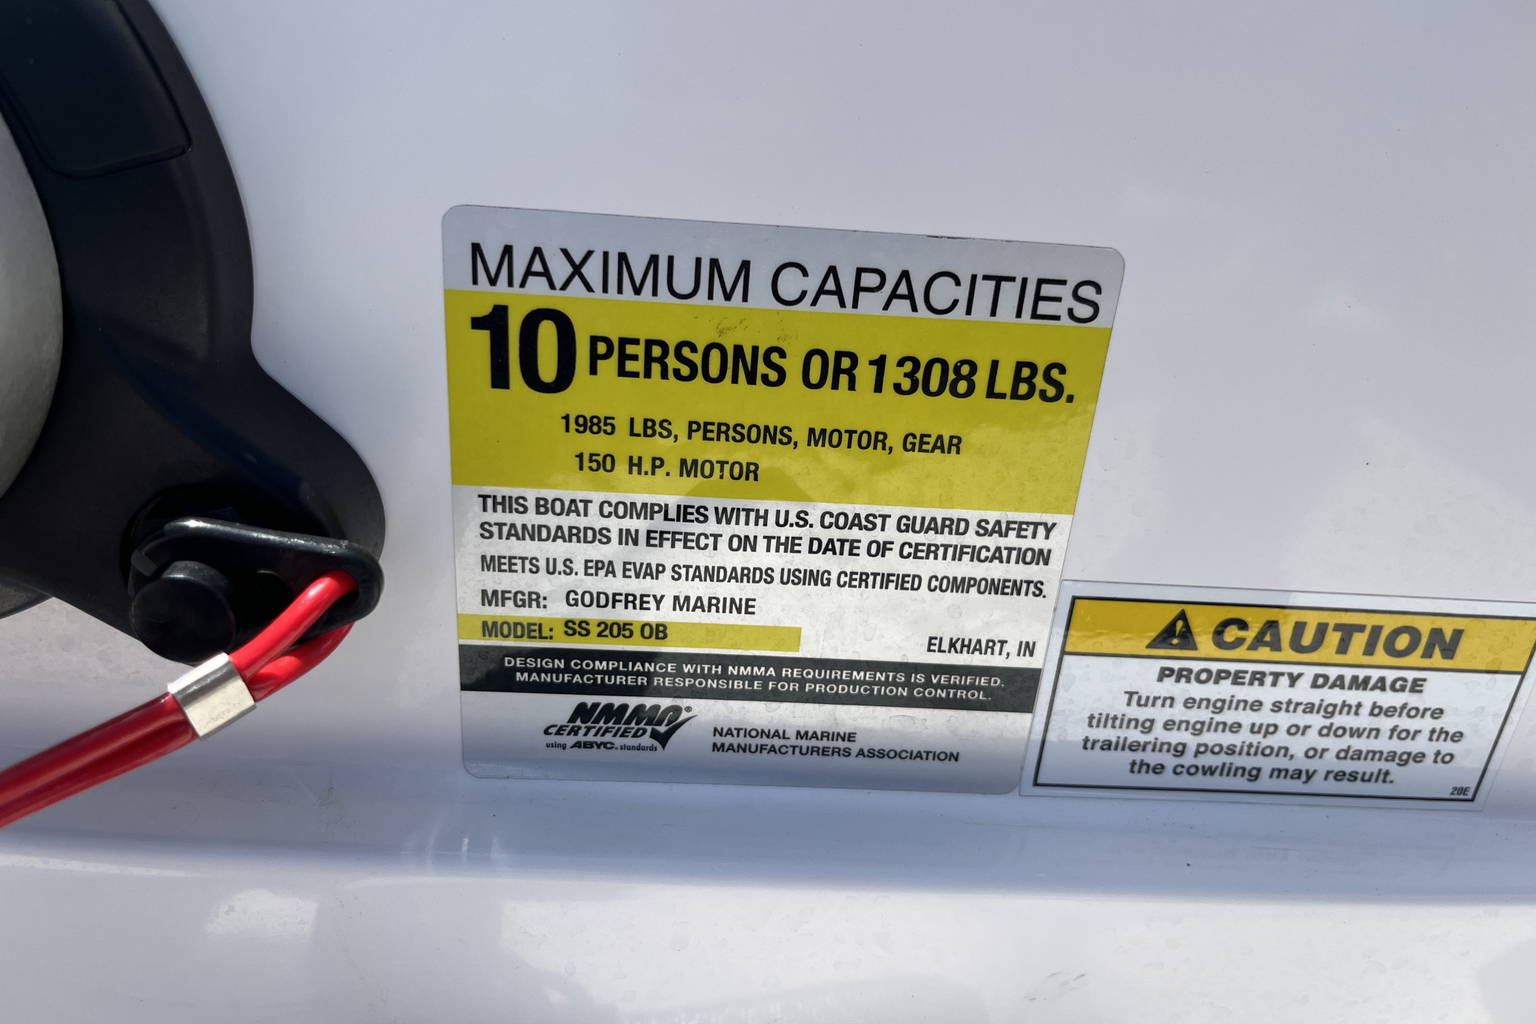 MAXIMUM CAPACITIES
10 PERSONS OR 1308 LBS.
1985 LBS, PERSONS, MOTOR, GEAR
150 H.P. MOTOR
THIS BOAT COMPLIES WITH U.S. COAST GUARD SAFETY
STANDARDS IN EFFECT ON THE DATE OF CERTIFICATION
MEETS U.S. EPA EVAP STANDARDS USING CERTIFIED COMPONENTS.
MFGR: GODFREY MARINE
MODEL: SS 205 OB
ELKHART, IN
DESIGN COMPLIANCE WITH NMMA REQUIREMENTS IS VERIFIED.
MANUFACTURER RESPONSIBLE FOR PRODUCTION CONTROL.
NMMA®
CERTIFIED
using ABYC. standards
NATIONAL MARINE
MANUFACTURERS ASSOCIATION
CAUTION
PROPERTY DAMAGE
Turn engine straight before
tilting engine up or down for the
trailering position, or damage to
the cowling may result.
20E